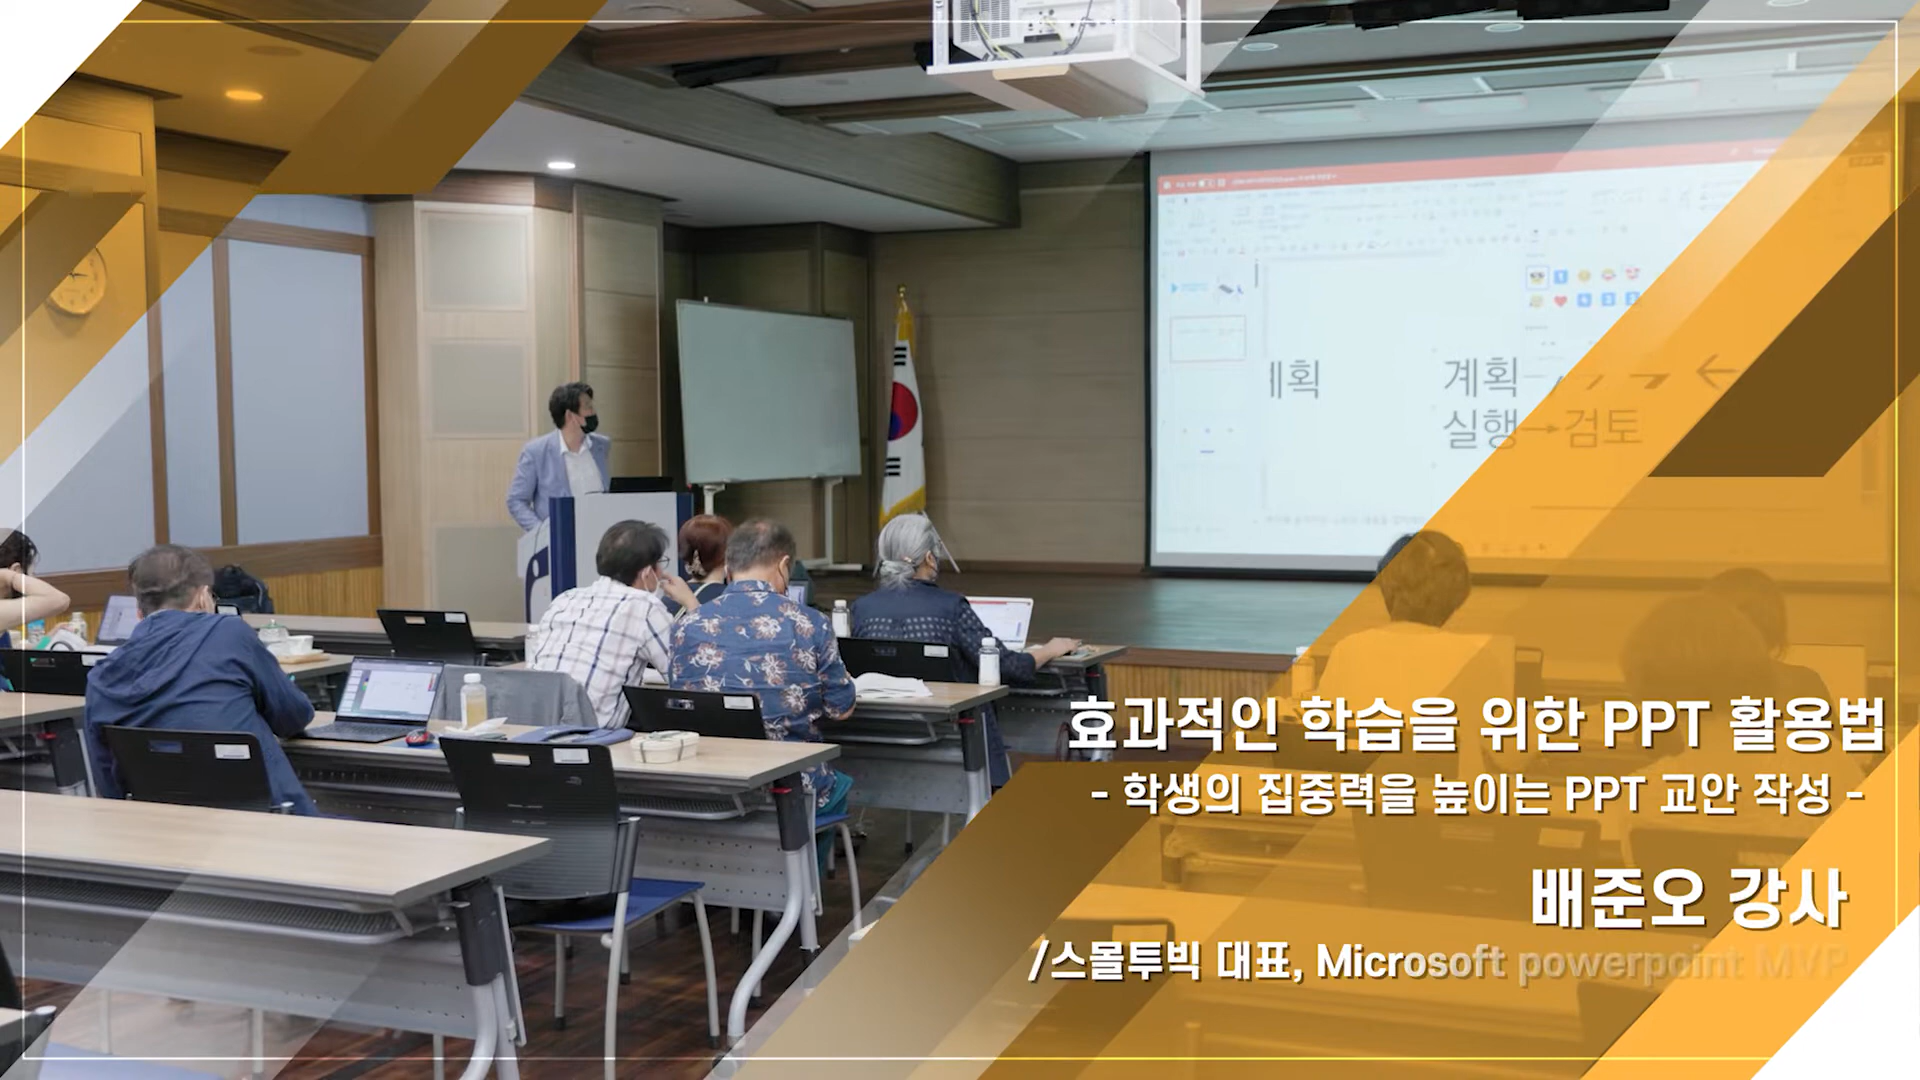 계획
실행→검토
효과적인 학습을 위한 PPT 활용법
- 학생의 집중력을 높이는 PPT 교안 작성 -
배준오 강사
/스몰투빅 대표, Microsoft powerpoint MVP